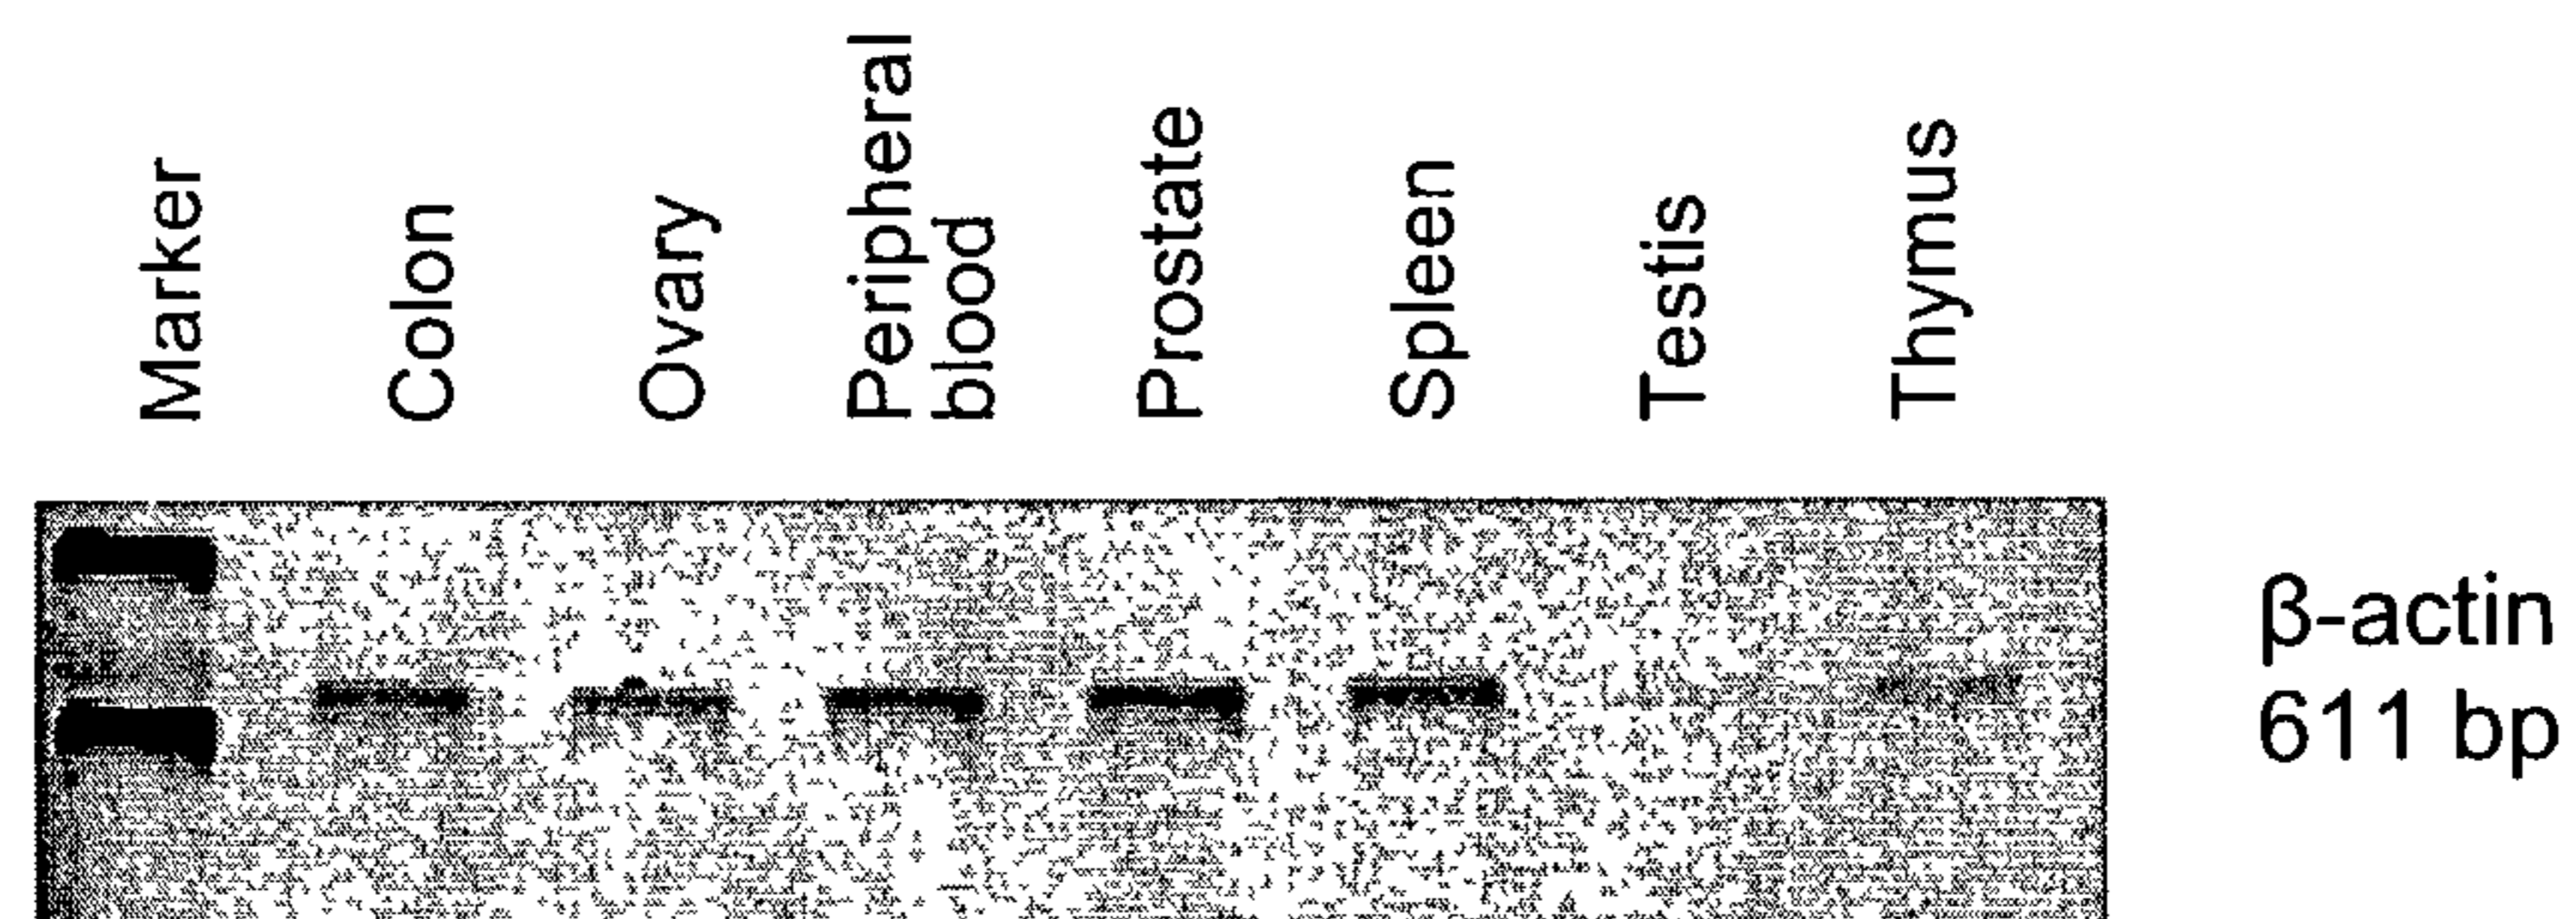 Marker
Colon
Ovary
Peripheral
blood
Prostate
Spleen
Testis
Thymus
β-actin
611 bp